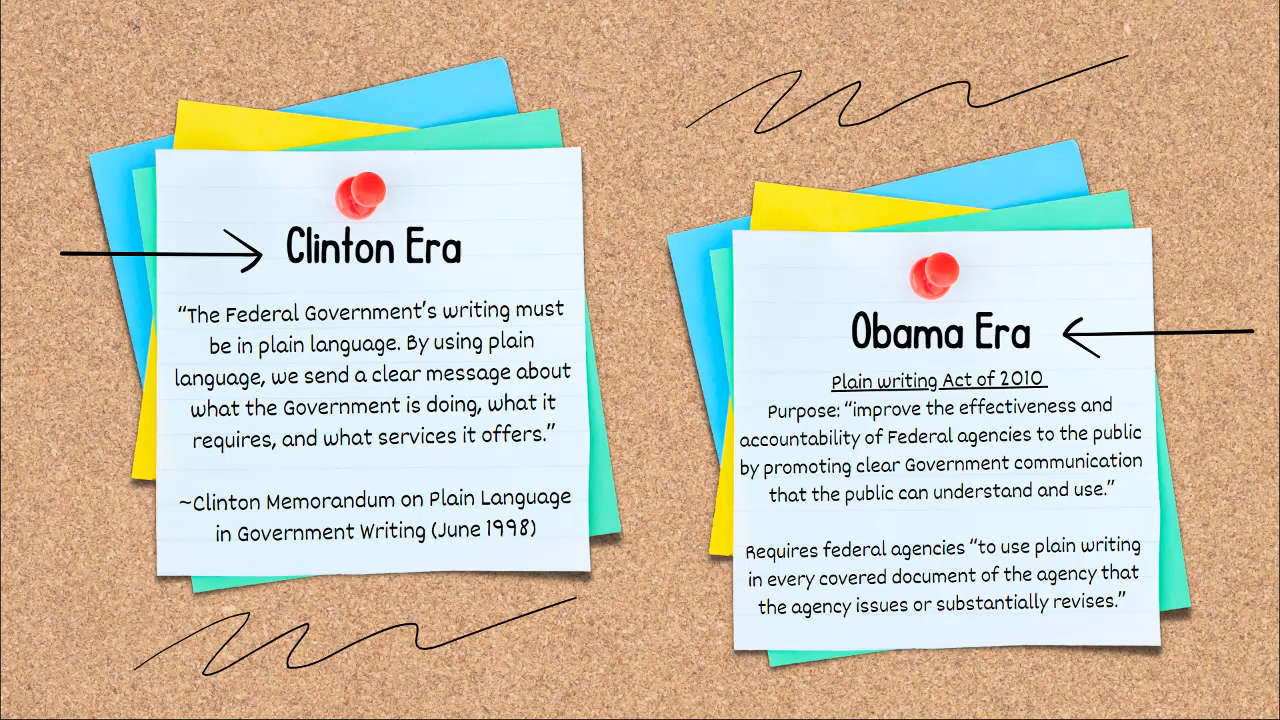 Clinton Era
“The Federal Government’s writing must
be in plain language. By using plain
language, we send a clear message about
what the Government is doing, what it
requires, and what services it offers.”
~Clinton Memorandum on Plain Language
in Government Writing (June 1998)
Obama Era
Plain writing Act of 2010
Purpose: “improve the effectiveness and
accountability of Federal agencies to the public
by promoting clear Government communication
that the public can understand and use.”
Requires federal agencies “to use plain writing
in every covered document of the agency that
the agency issues or substantially revises.”